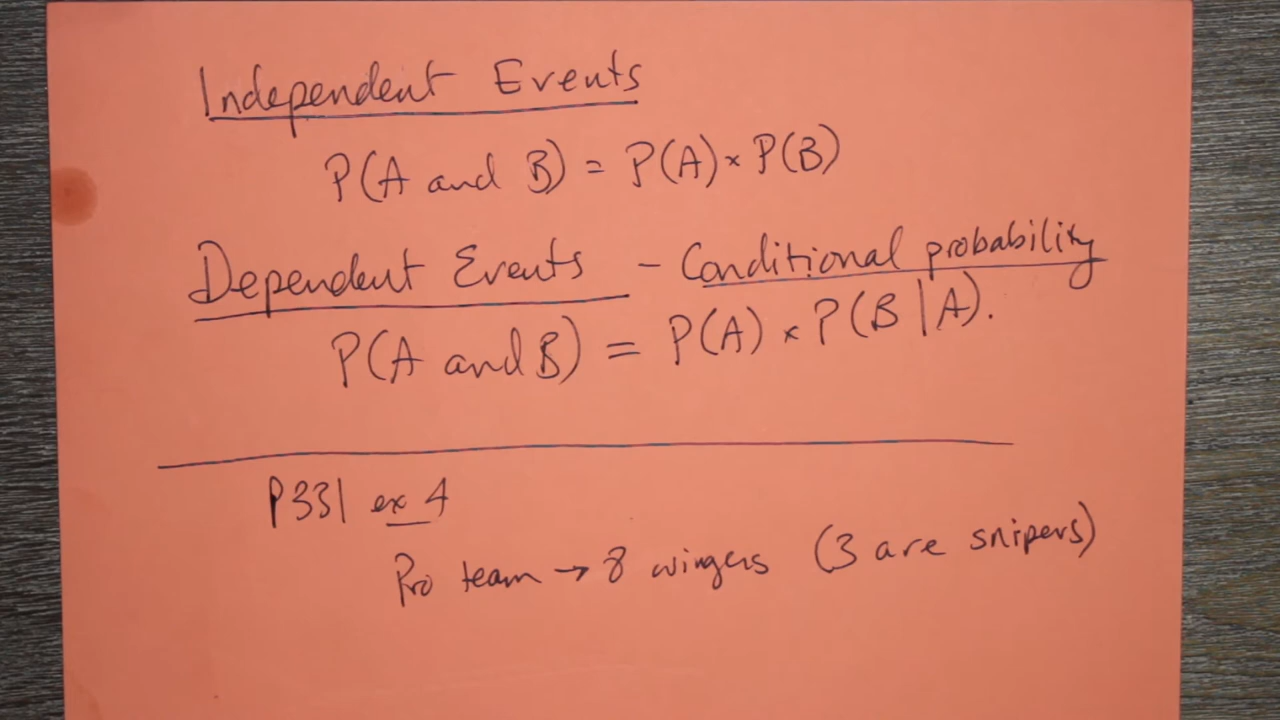 Independent Events
P(A and B) = P(A) × P(B)
Dependent Events - Conditional probability
P(A and B) = P(A) × P(B | A).
P331 ex 4
Pro team → 8 wingers (3 are snipers)